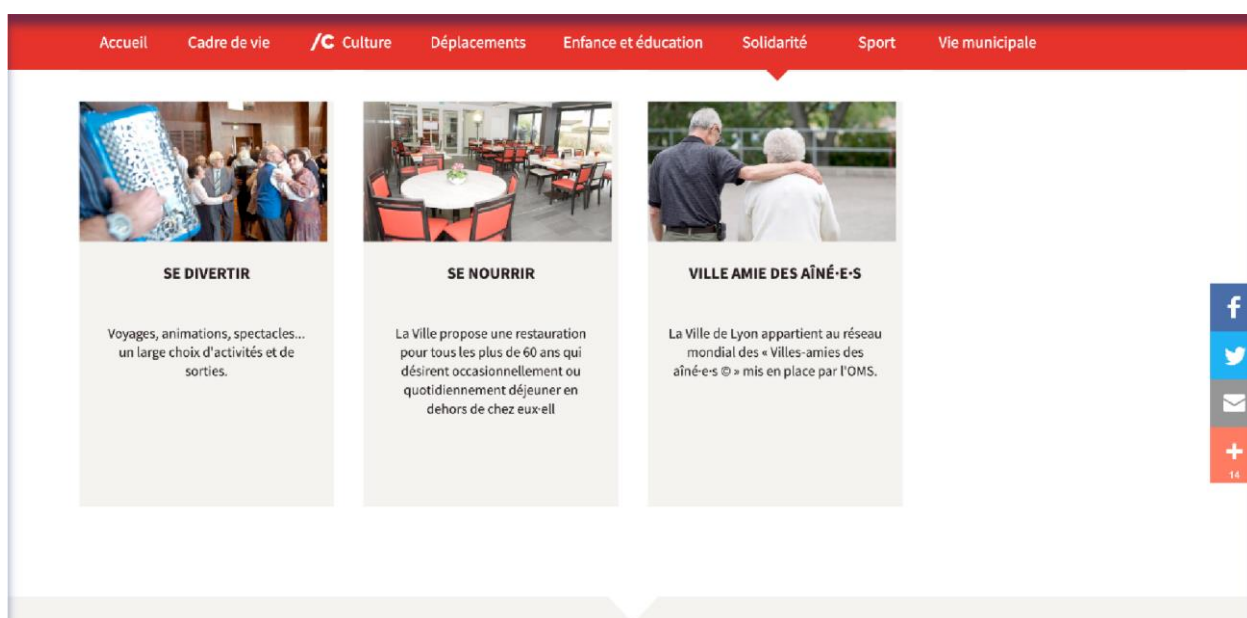 Accueil Cadre de vie /C Culture Déplacements Enfance et éducation Solidarité Sport Vie municipale
SE DIVERTIR
Voyages, animations, spectacles...
un large choix d'activités et de
sorties.
SE NOURRIR
La Ville propose une restauration
pour tous les plus de 60 ans qui
désirent occasionnellement ou
quotidiennement déjeuner en
dehors de chez eux·ell
VILLE AMIE DES AÎNÉ·E·S
La Ville de Lyon appartient au réseau
mondial des « Villes-amies des
aîné·e·s © » mis en place par l'OMS.
14